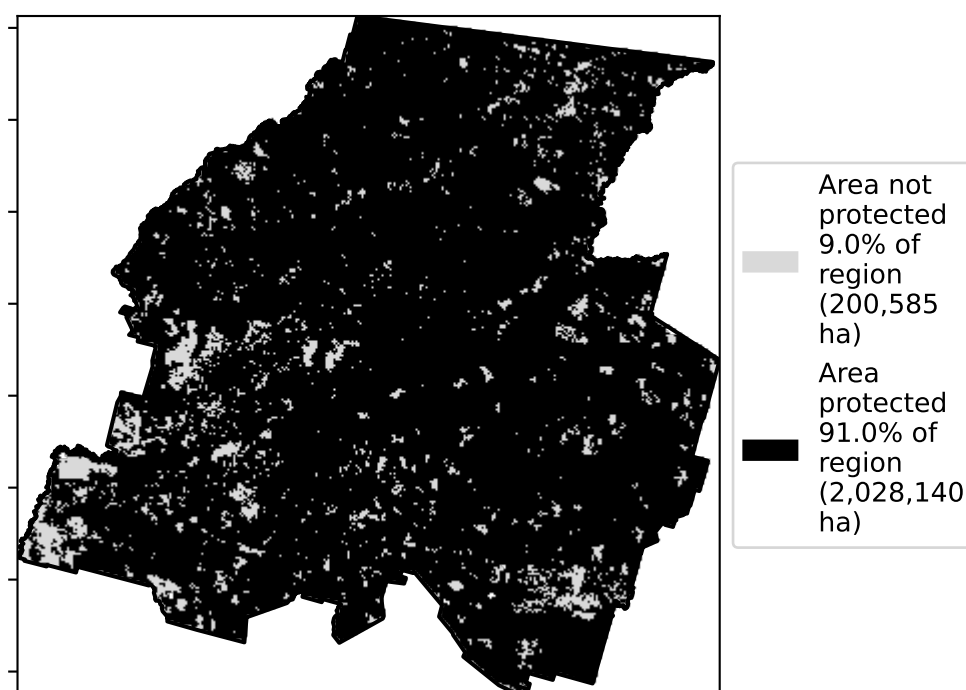 Area not
protected
9.0% of
region
(200,585
ha)
Area
protected
91.0% of
region
(2,028,140
ha)